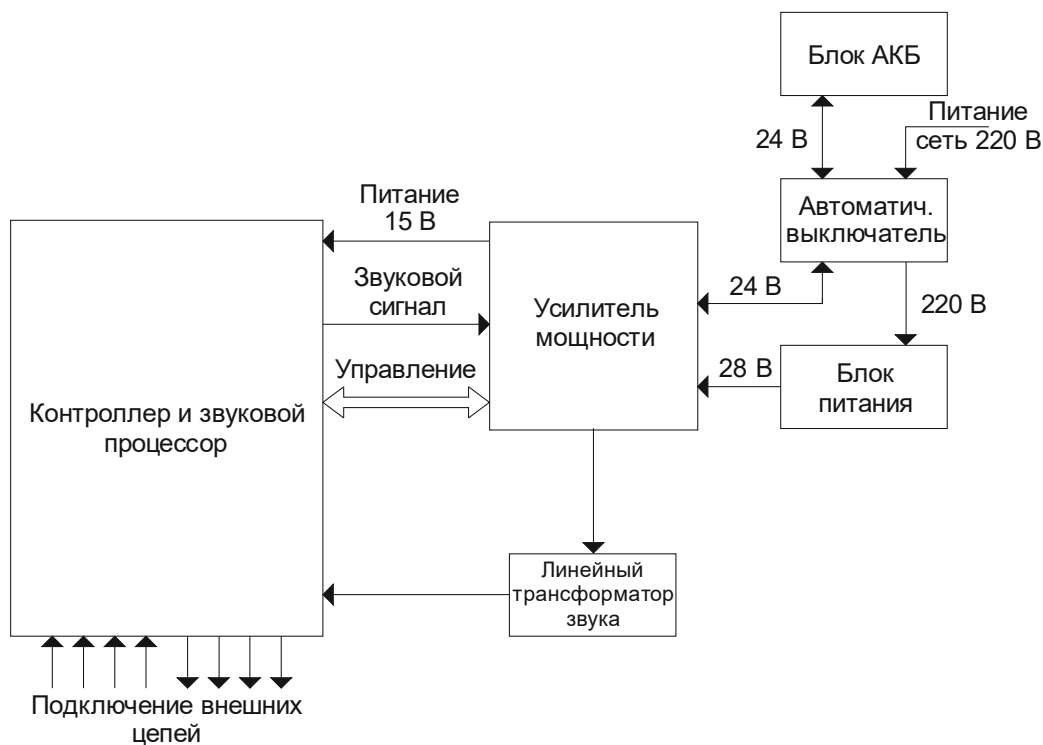 Блок АКБ
24 В
Питание
сеть 220 В
Автоматич.
выключатель
Питание
15 В
Звуковой
сигнал
Управление
Усилитель
мощности
24 В
220 В
28 В
Блок
питания
Контроллер и звуковой
процессор
Линейный
трансформатор
звука
Подключение внешних
цепей